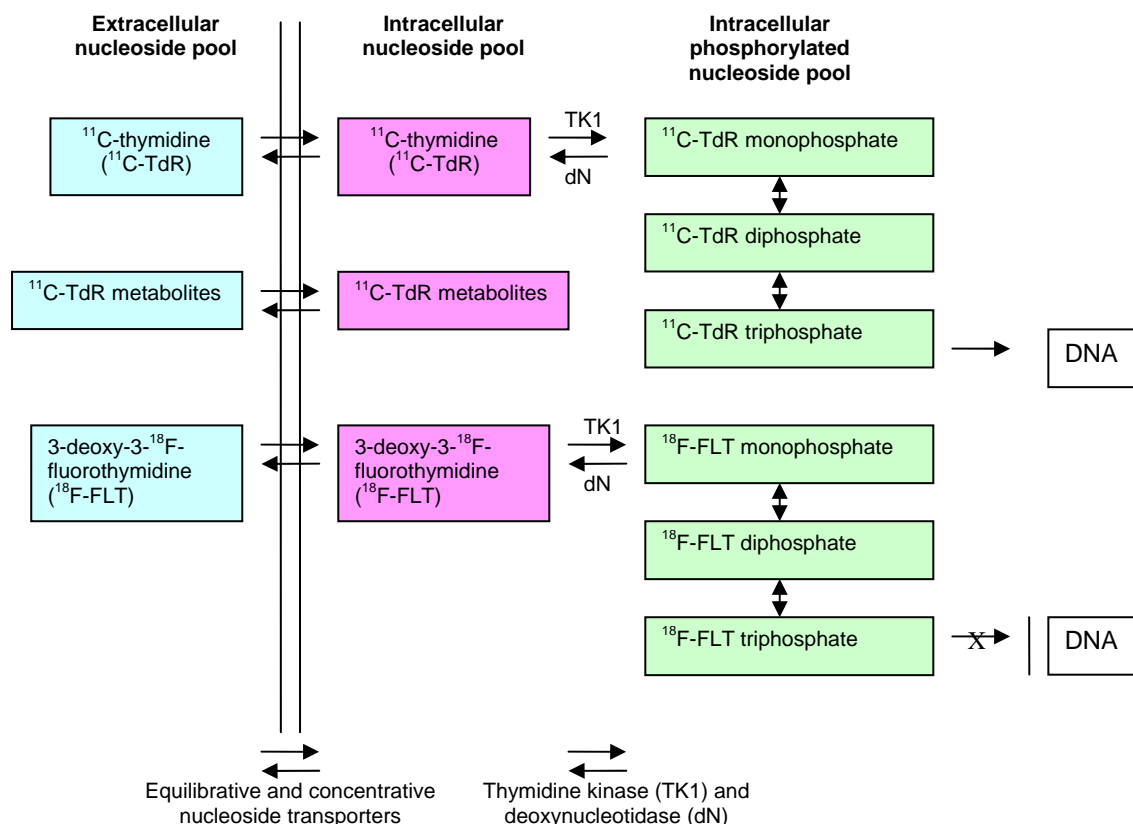 Extracellular
nucleoside pool
Intracellular
nucleoside pool
Intracellular
phosphorylated
nucleoside pool
¹¹C-thymidine
(¹¹C-TdR)
¹¹C-thymidine
(¹¹C-TdR)
TK1
dN
¹¹C-TdR monophosphate
¹¹C-TdR diphosphate
¹¹C-TdR metabolites
¹¹C-TdR metabolites
¹¹C-TdR triphosphate
DNA
3-deoxy-3-¹⁸F-
fluorothymidine
(¹⁸F-FLT)
3-deoxy-3-¹⁸F-
fluorothymidine
(¹⁸F-FLT)
TK1
dN
¹⁸F-FLT monophosphate
¹⁸F-FLT diphosphate
¹⁸F-FLT triphosphate
X
DNA
Equilibrative and concentrative
nucleoside transporters
Thymidine kinase (TK1) and
deoxynucleotidase (dN)